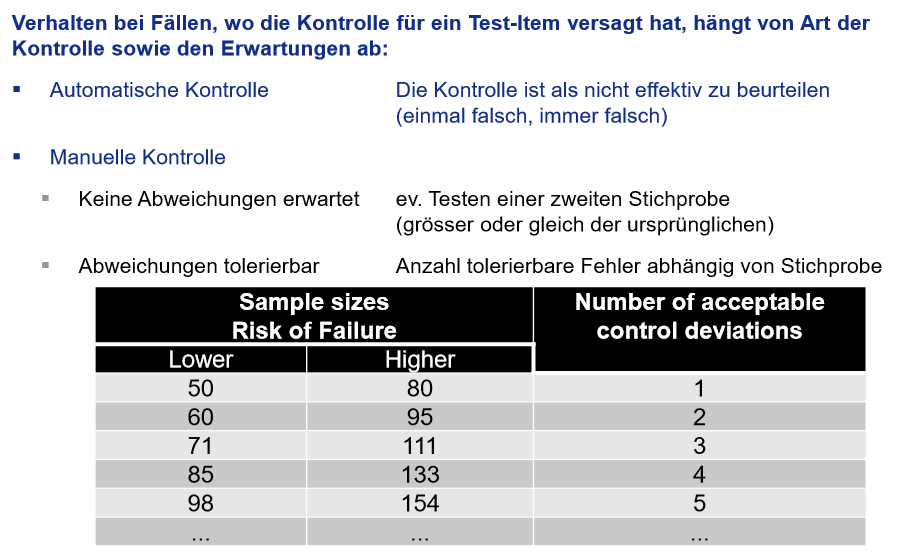 Verhalten bei Fällen, wo die Kontrolle für ein Test-Item versagt hat, hängt von Art der
Kontrolle sowie den Erwartungen ab:
Automatische Kontrolle Die Kontrolle ist als nicht effektiv zu beurteilen
(einmal falsch, immer falsch)
Manuelle Kontrolle
Keine Abweichungen erwartet ev. Testen einer zweiten Stichprobe
(grösser oder gleich der ursprünglichen)
Abweichungen tolerierbar Anzahl tolerierbare Fehler abhängig von Stichprobe
Sample sizes Number of acceptable
Risk of Failure control deviations
Lower Higher
50 80 1
60 95 2
71 111 3
85 133 4
98 154 5
... ... ...